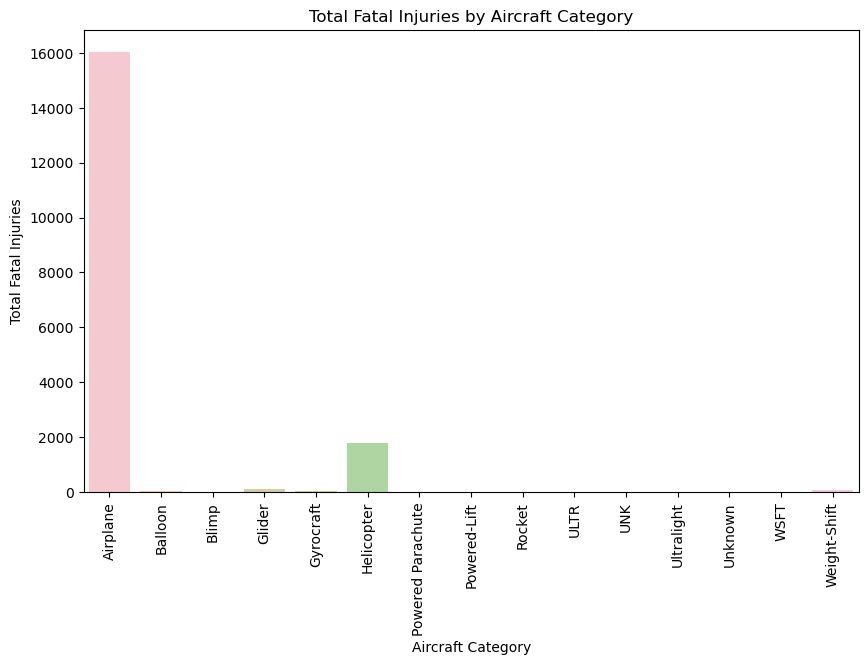 Total Fatal Injuries by Aircraft Category
Total Fatal Injuries
16000
14000
12000
10000
8000
6000
4000
2000
0
Airplane
Balloon
Blimp
Glider
Gyrocraft
Helicopter
Powered Parachute
Powered-Lift
Rocket
ULTR
UNK
Ultralight
Unknown
WSFT
Weight-Shift
Aircraft Category